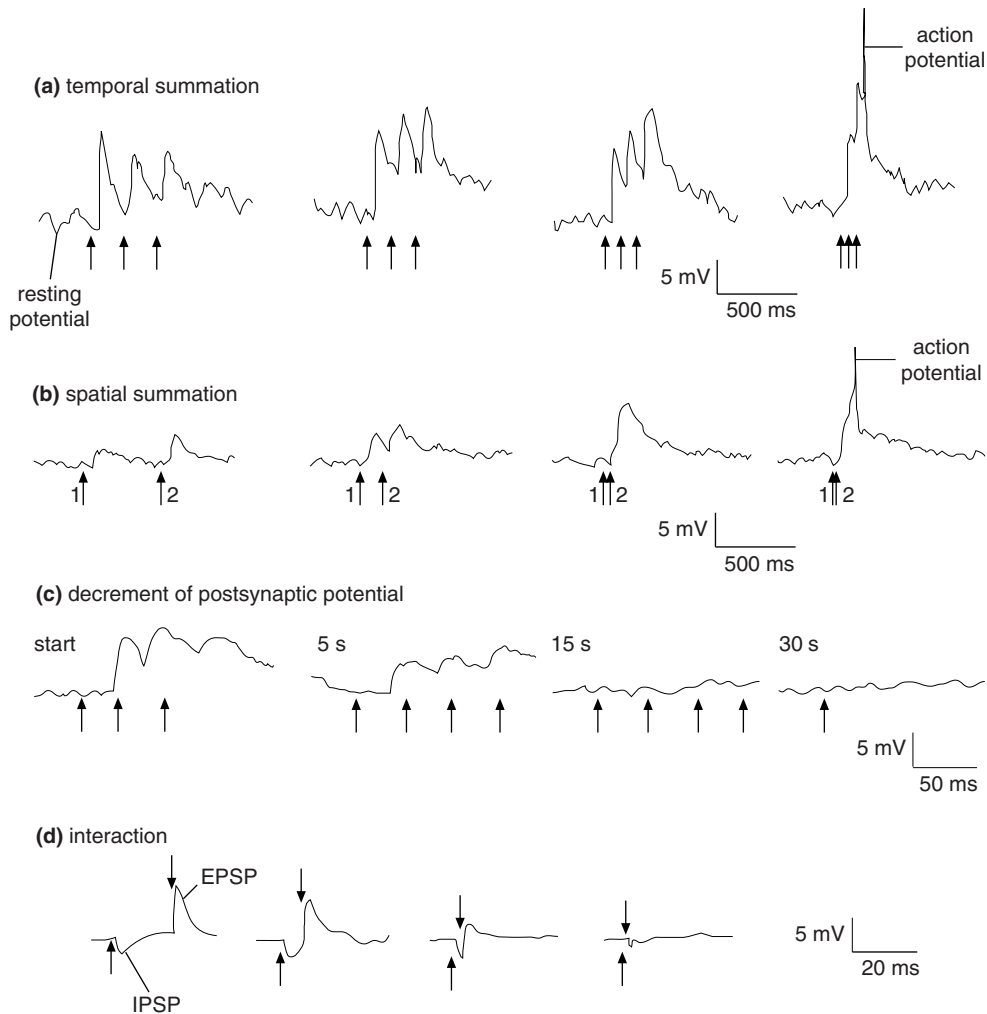 (a) temporal summation
action
potential
resting
potential
5 mV
500 ms
(b) spatial summation
action
potential
1 2
1 2
1 2
1 2
5 mV
500 ms
(c) decrement of postsynaptic potential
start
5 s
15 s
30 s
5 mV
50 ms
(d) interaction
EPSP
IPSP
5 mV
20 ms